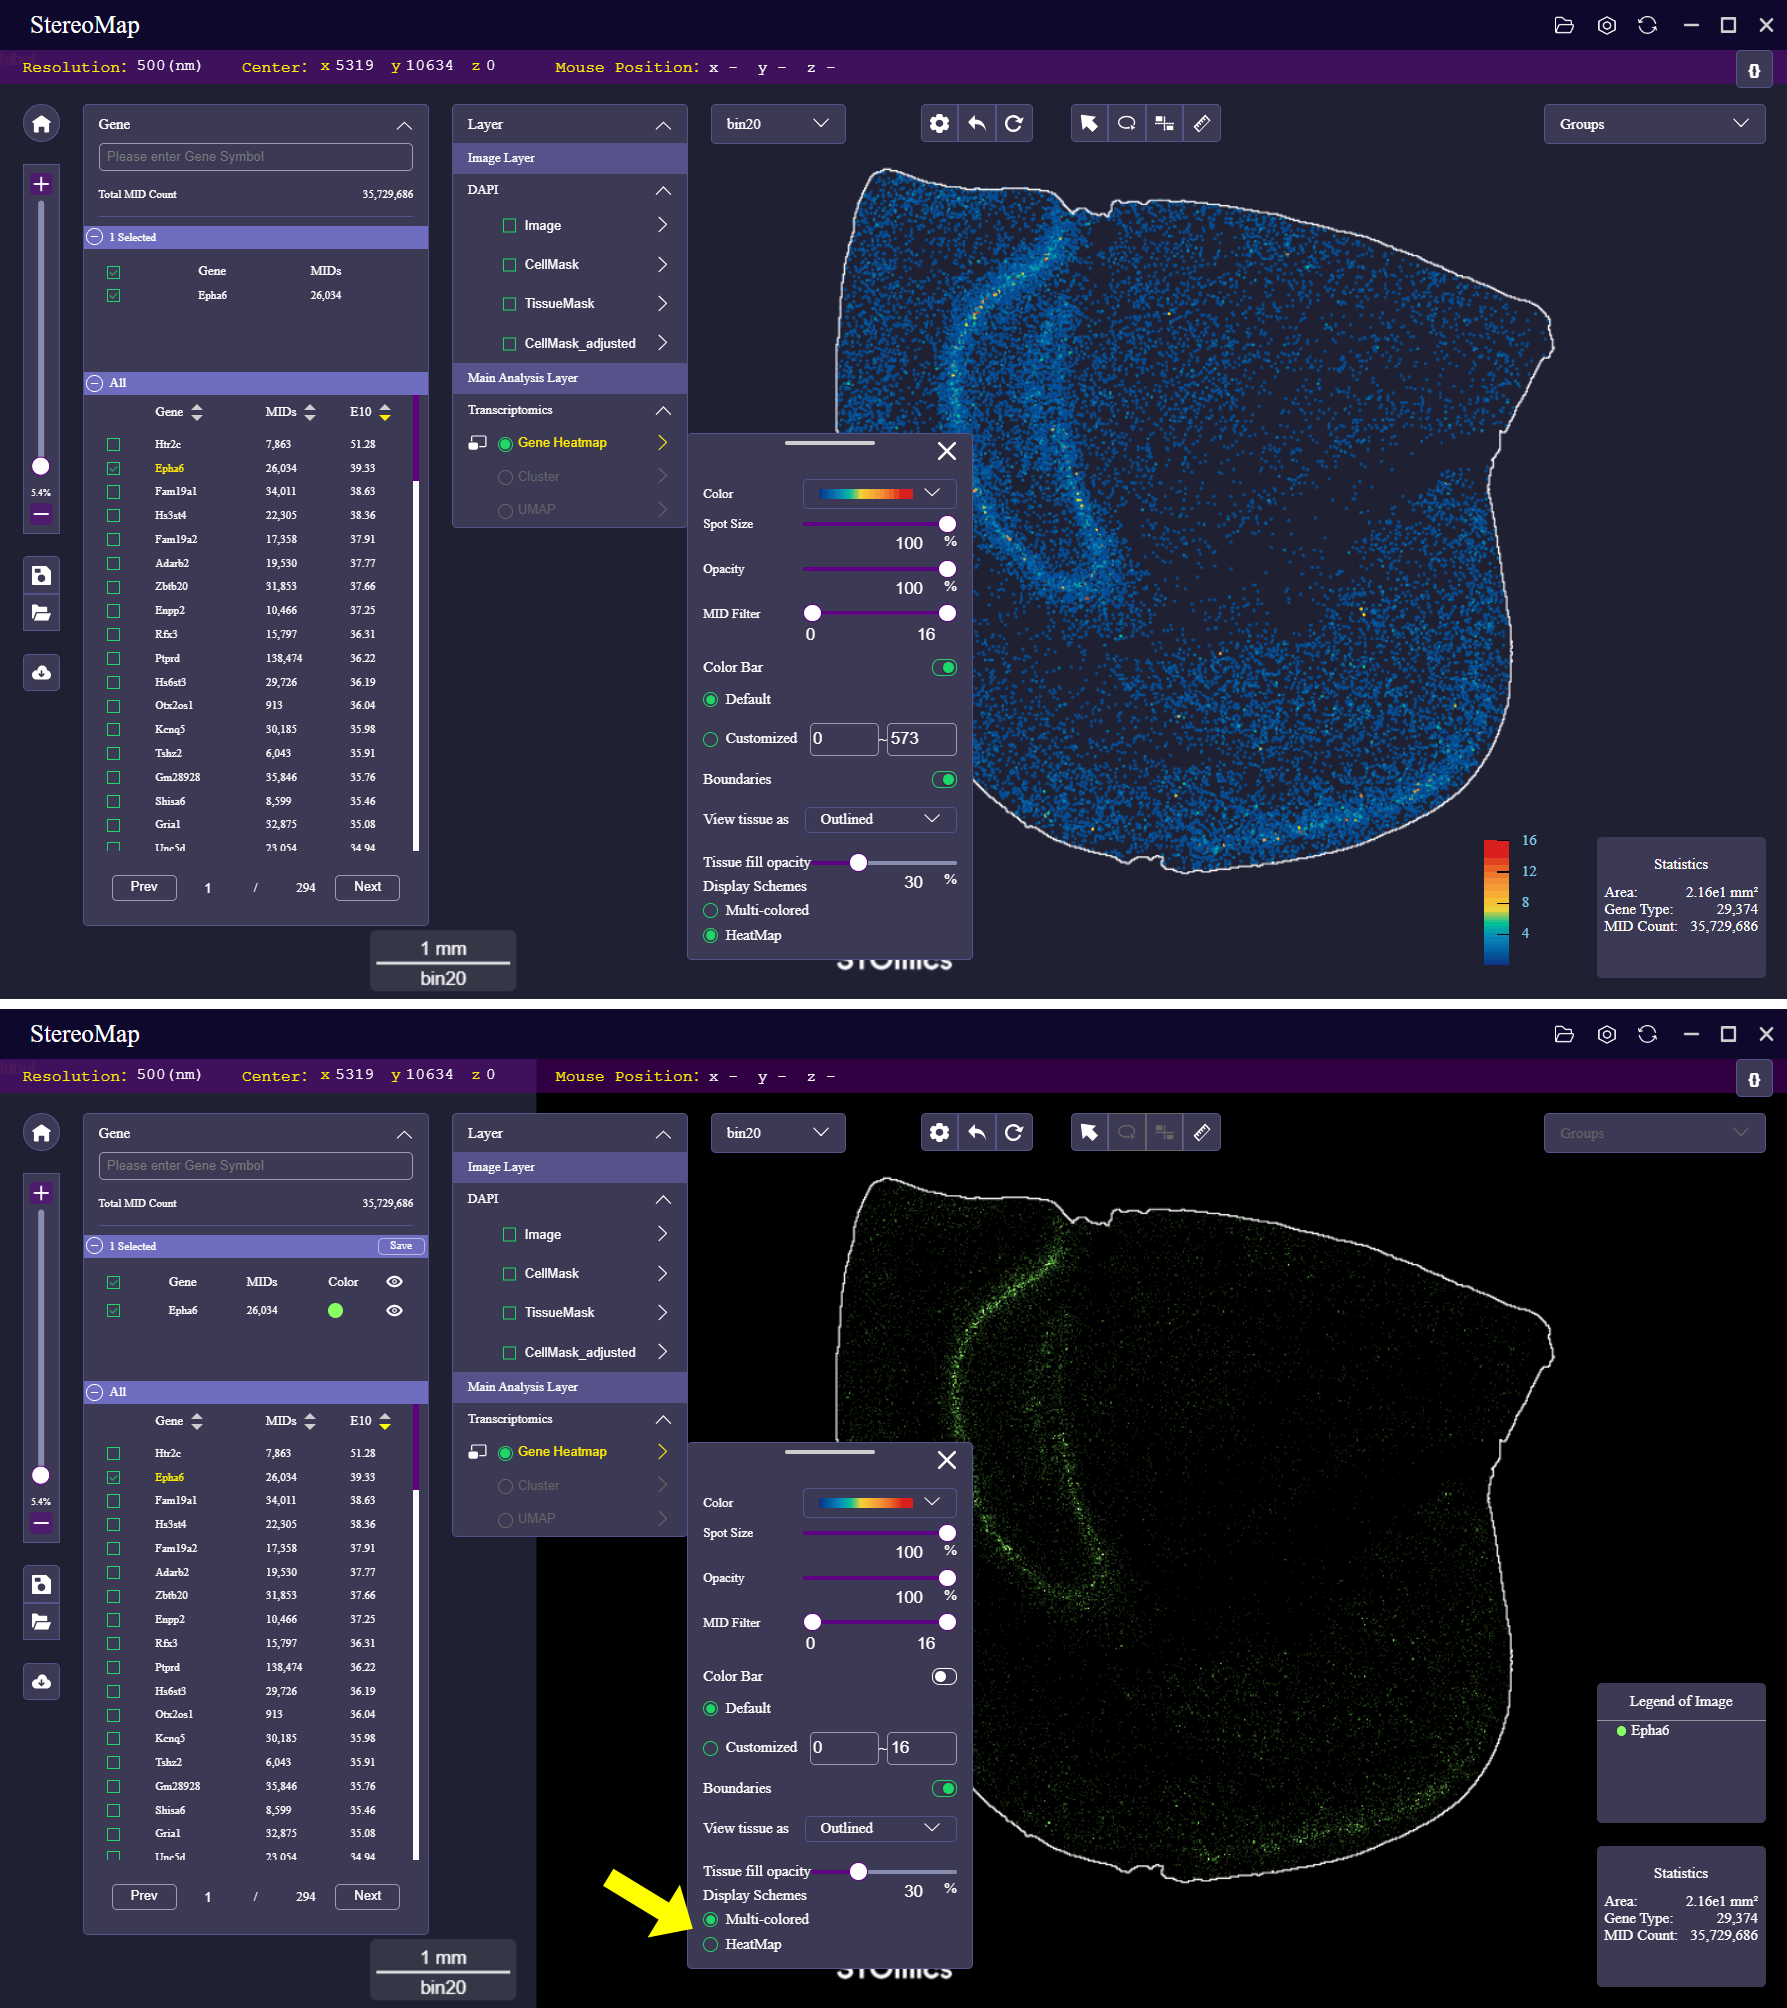 StereoMap
Resolution: 500(nm) Center: x 5319 y 10634 z 0 Mouse Position: x - y - z -
Gene
Please enter Gene Symbol
Total MID Count 35,729,686
1 Selected
Gene MIDs
Epha6 26,034
All
Gene MIDs E10
Htr2c 7,863 51.28
Epha6 26,034 39.33
Fam19a1 34,011 38.63
Hs3st4 22,305 38.36
Fam19a2 17,358 37.91
Adarb2 19,530 37.77
Zbtb20 31,853 37.66
Enpp2 10,466 37.25
Rfx3 15,797 36.31
Ptprd 138,474 36.22
Hs6st3 29,726 36.19
Otx2os1 913 36.04
Kcnq5 30,185 35.98
Tshz2 6,043 35.91
Gm28928 35,846 35.76
Shisa6 8,599 35.46
Gria1 32,875 35.08
Unc5d 23,054 34.94
Prev 1 / 294 Next
5.4%
1 mm
bin20
Layer
Image Layer
DAPI
Image
CellMask
TissueMask
CellMask_adjusted
Main Analysis Layer
Transcriptomics
Gene Heatmap
Cluster
UMAP
bin20
Groups
Color
Spot Size
100 %
Opacity
100 %
MID Filter
0 16
Color Bar
Default
Customized 0 ~ 573
Boundaries
View tissue as Outlined
Tissue fill opacity
30 %
Display Schemes
Multi-colored
HeatMap
STOmics
16
12
8
4
Statistics
Area: 2.16e1 mm²
Gene Type: 29,374
MID Count: 35,729,686
StereoMap
Resolution: 500(nm) Center: x 5319 y 10634 z 0 Mouse Position: x - y - z -
Gene
Please enter Gene Symbol
Total MID Count 35,729,686
1 Selected Save
Gene MIDs Color
Epha6 26,034
All
Gene MIDs E10
Htr2c 7,863 51.28
Epha6 26,034 39.33
Fam19a1 34,011 38.63
Hs3st4 22,305 38.36
Fam19a2 17,358 37.91
Adarb2 19,530 37.77
Zbtb20 31,853 37.66
Enpp2 10,466 37.25
Rfx3 15,797 36.31
Ptprd 138,474 36.22
Hs6st3 29,726 36.19
Otx2os1 913 36.04
Kcnq5 30,185 35.98
Tshz2 6,043 35.91
Gm28928 35,846 35.76
Shisa6 8,599 35.46
Gria1 32,875 35.08
Unc5d 23,054 34.94
Prev 1 / 294 Next
5.4%
1 mm
bin20
Layer
Image Layer
DAPI
Image
CellMask
TissueMask
CellMask_adjusted
Main Analysis Layer
Transcriptomics
Gene Heatmap
Cluster
UMAP
bin20
Groups
Color
Spot Size
100 %
Opacity
100 %
MID Filter
0 16
Color Bar
Default
Customized 0 ~ 16
Boundaries
View tissue as Outlined
Tissue fill opacity
30 %
Display Schemes
Multi-colored
HeatMap
STOmics
Legend of Image
Epha6
Statistics
Area: 2.16e1 mm²
Gene Type: 29,374
MID Count: 35,729,686